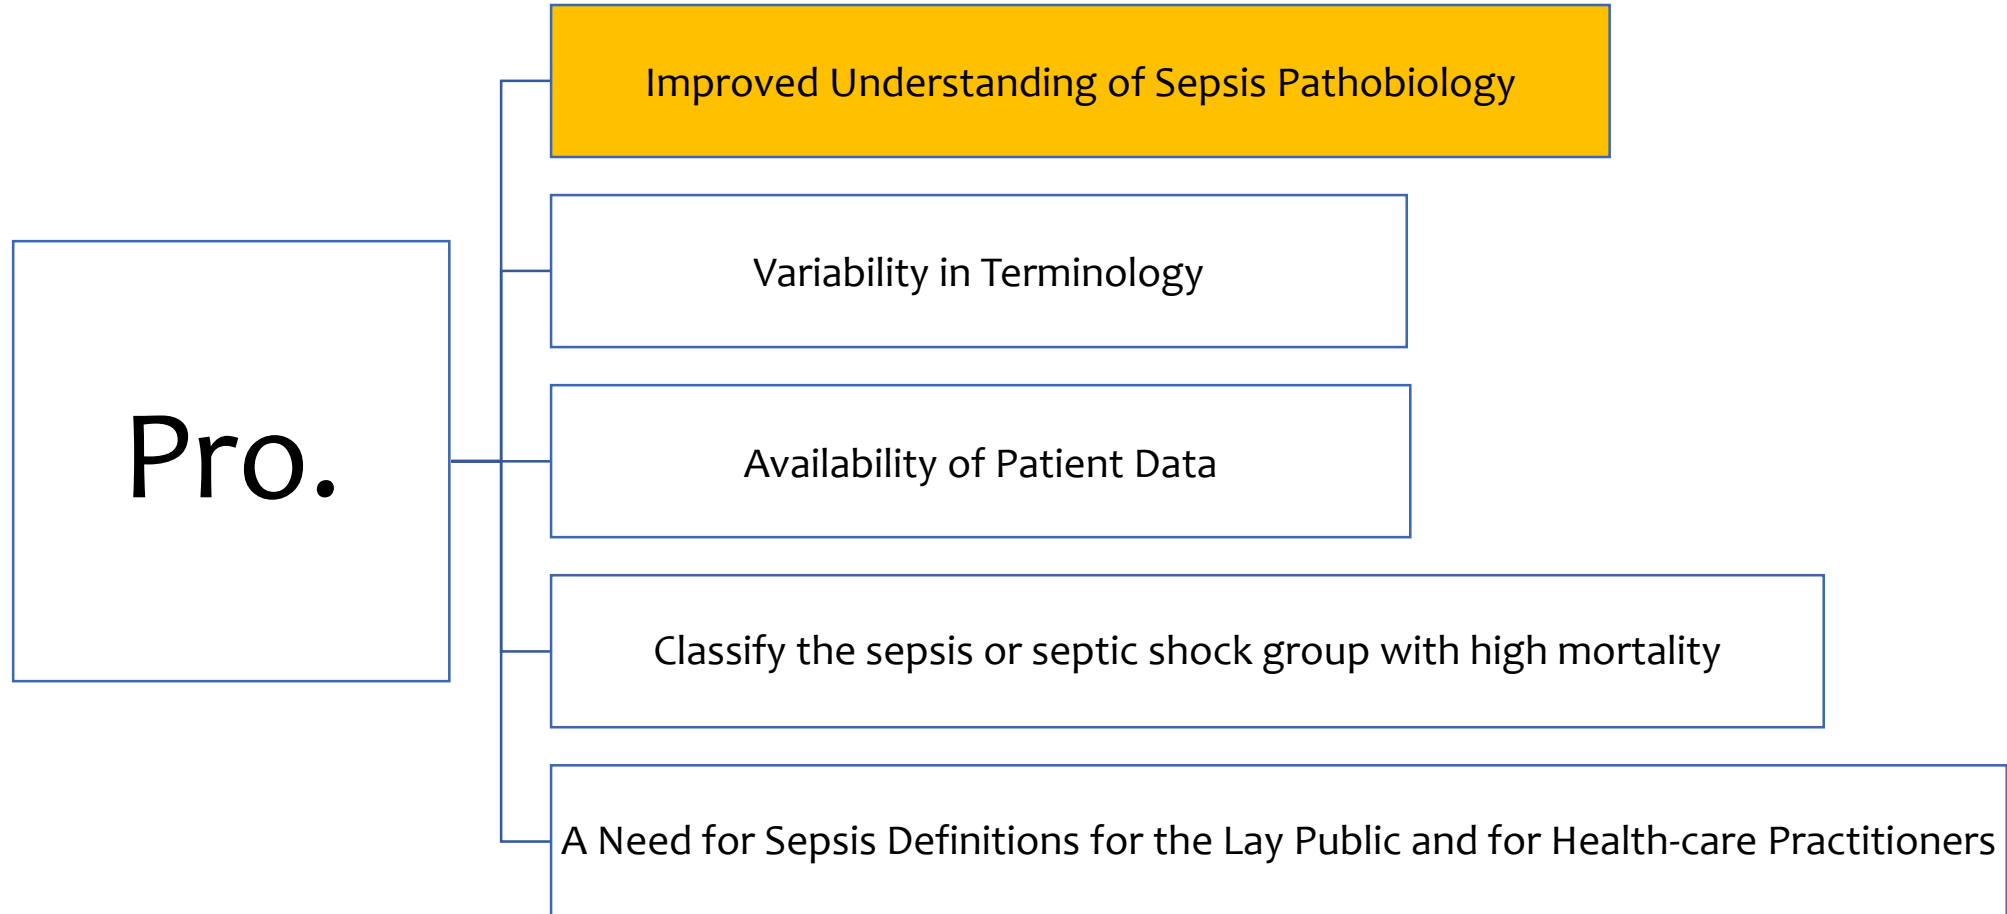 Pro.
Improved Understanding of Sepsis Pathobiology
Variability in Terminology
Availability of Patient Data
Classify the sepsis or septic shock group with high mortality
A Need for Sepsis Definitions for the Lay Public and for Health-care Practitioners